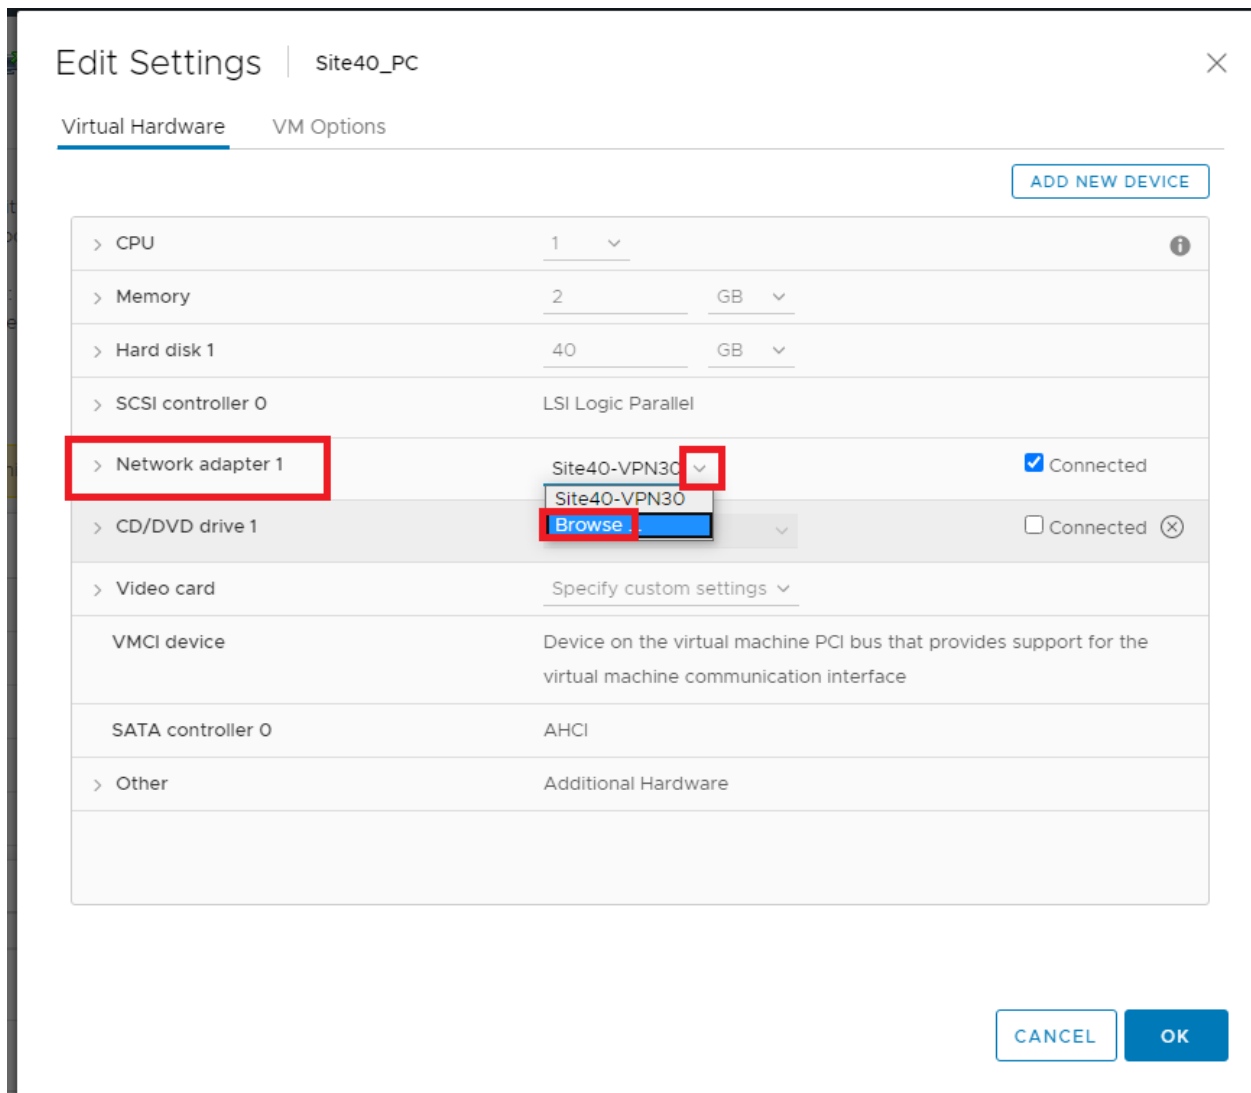 Edit Settings Site40_PC
Virtual Hardware VM Options
ADD NEW DEVICE
CPU 1
Memory 2 GB
Hard disk 1 40 GB
SCSI controller 0 LSI Logic Parallel
Network adapter 1 Site40-VPN30 Connected
Site40-VPN30
Browse ...
CD/DVD drive 1 Connected
Video card Specify custom settings
VMCI device Device on the virtual machine PCI bus that provides support for the
virtual machine communication interface
SATA controller 0 AHCI
Other Additional Hardware
CANCEL OK